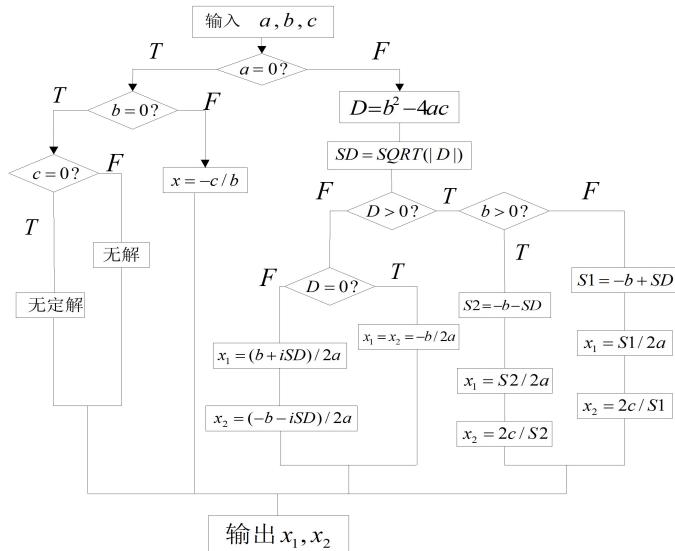 输入 a,b,c
T
a=0?
F
T
b=0?
F
D=b²−4ac
SD=SQRT(|D|)
c=0?
F
x=−c/b
F
D>0?
T
b>0?
F
T
无解
F
D=0?
T
T
S1=−b+SD
无定解
S2=−b−SD
x₁=(b+iSD)/2a
x₁=x₂=−b/2a
x₁=S1/2a
x₁=S2/2a
x₂=(−b−iSD)/2a
x₂=2c/S1
x₂=2c/S2
输出x₁,x₂